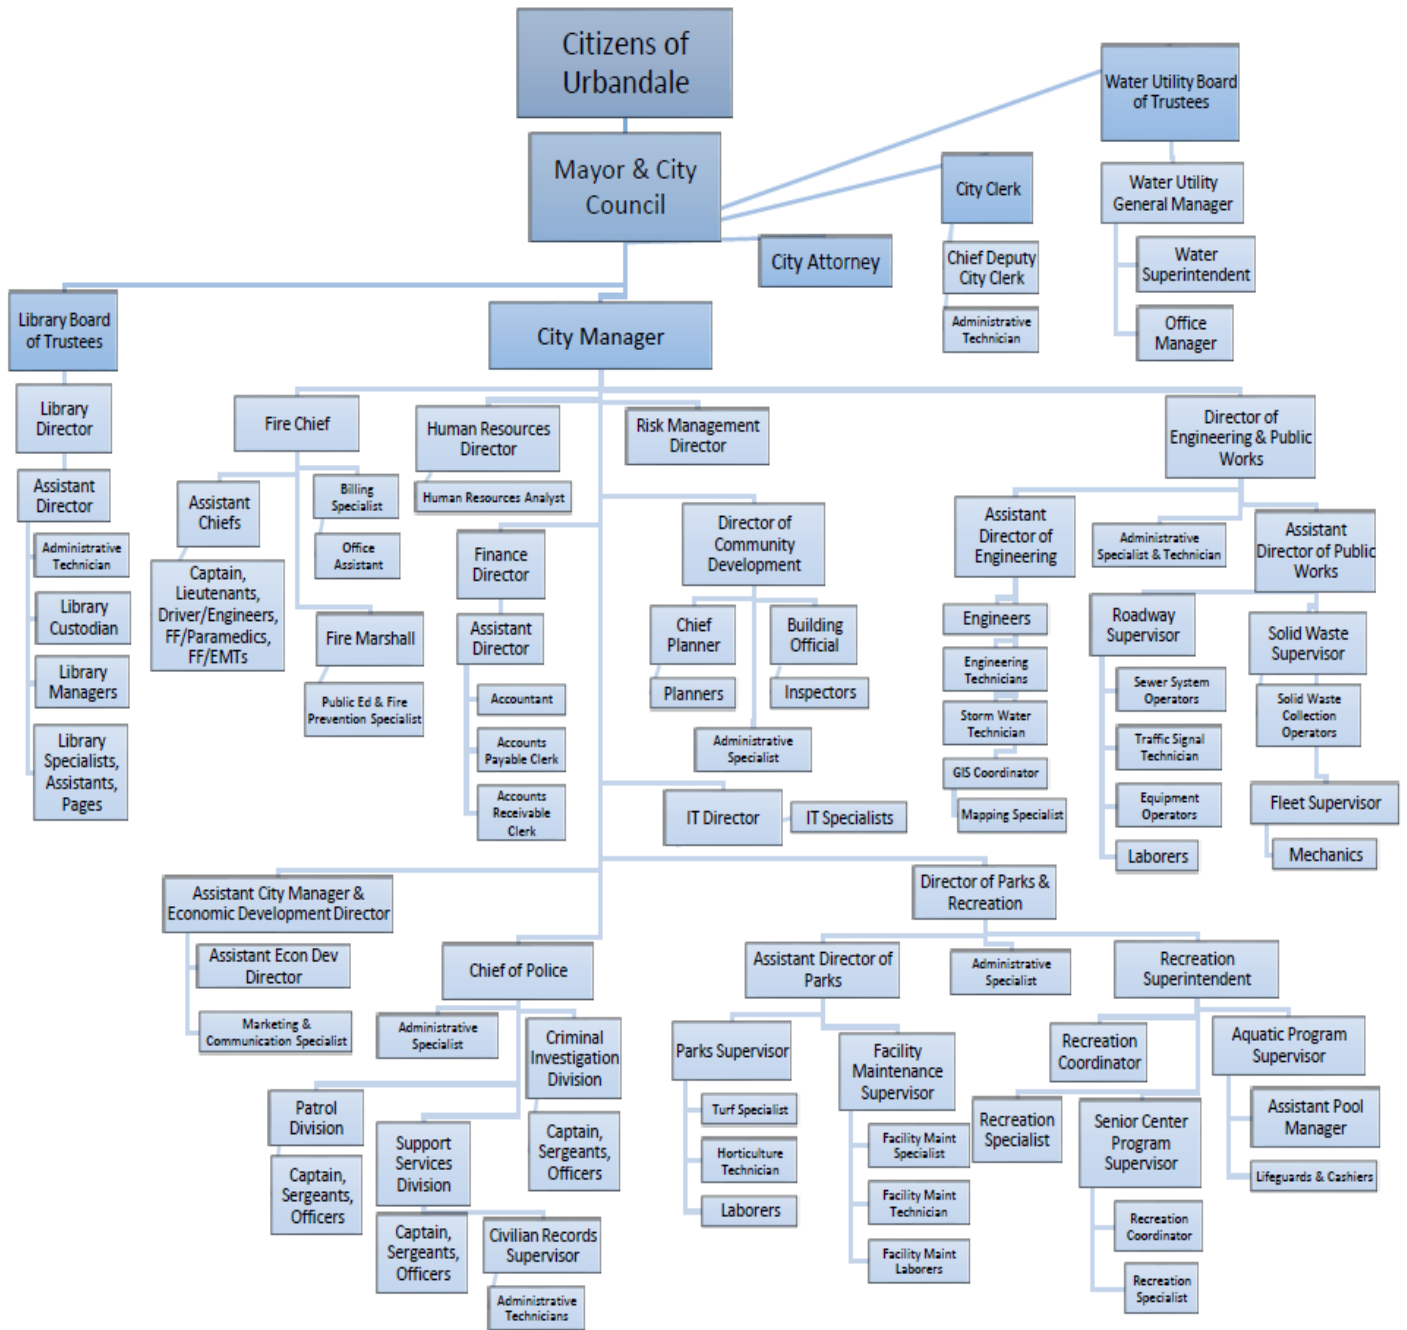 Citizens of
Urbandale
Mayor & City
Council
Water Utility Board
of Trustees
City Clerk
Water Utility
General Manager
City Attorney
Chief Deputy
City Clerk
Water
Superintendent
Administrative
Technician
Office
Manager
Library Board
of Trustees
City Manager
Library
Director
Fire Chief
Human Resources
Director
Risk Management
Director
Director of
Engineering & Public
Works
Assistant
Director
Assistant
Chiefs
Billing
Specialist
Human Resources Analyst
Office
Assistant
Finance
Director
Director of
Community
Development
Assistant
Director of
Engineering
Administrative
Specialist & Technician
Assistant
Director of Public
Works
Administrative
Technician
Library
Custodian
Library
Managers
Library
Specialists,
Assistants,
Pages
Captain,
Lieutenants,
Driver/Engineers,
FF/Paramedics,
FF/EMTs
Fire Marshall
Public Ed & Fire
Prevention Specialist
Assistant
Director
Accountant
Accounts
Payable Clerk
Accounts
Receivable
Clerk
Chief
Planner
Building
Official
Planners
Inspectors
Administrative
Specialist
IT Director
IT Specialists
Engineers
Engineering
Technicians
Storm Water
Technician
GIS Coordinator
Mapping Specialist
Roadway
Supervisor
Sewer System
Operators
Traffic Signal
Technician
Equipment
Operators
Laborers
Solid Waste
Supervisor
Solid Waste
Collection
Operators
Fleet Supervisor
Mechanics
Assistant City Manager &
Economic Development Director
Assistant Econ Dev
Director
Marketing &
Communication Specialist
Chief of Police
Administrative
Specialist
Criminal
Investigation
Division
Captain,
Sergeants,
Officers
Patrol
Division
Captain,
Sergeants,
Officers
Support
Services
Division
Captain,
Sergeants,
Officers
Civilian Records
Supervisor
Administrative
Technicians
Director of Parks &
Recreation
Assistant Director of
Parks
Administrative
Specialist
Recreation
Superintendent
Parks Supervisor
Turf Specialist
Horticulture
Technician
Laborers
Facility
Maintenance
Supervisor
Facility Maint
Specialist
Facility Maint
Technician
Facility Maint
Laborers
Recreation
Coordinator
Recreation
Specialist
Senior Center
Program
Supervisor
Recreation
Coordinator
Recreation
Specialist
Aquatic Program
Supervisor
Assistant Pool
Manager
Lifeguards & Cashiers